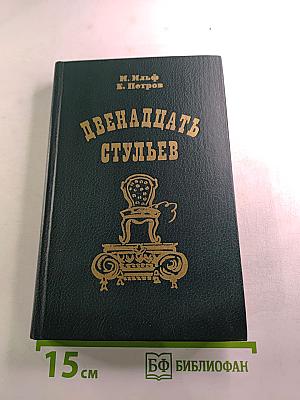 И. Ильф
Е. Петров
ДВЕНАДЦАТЬ
СТУЛЬЕВ
15 см
БФ БИБЛИОФАН